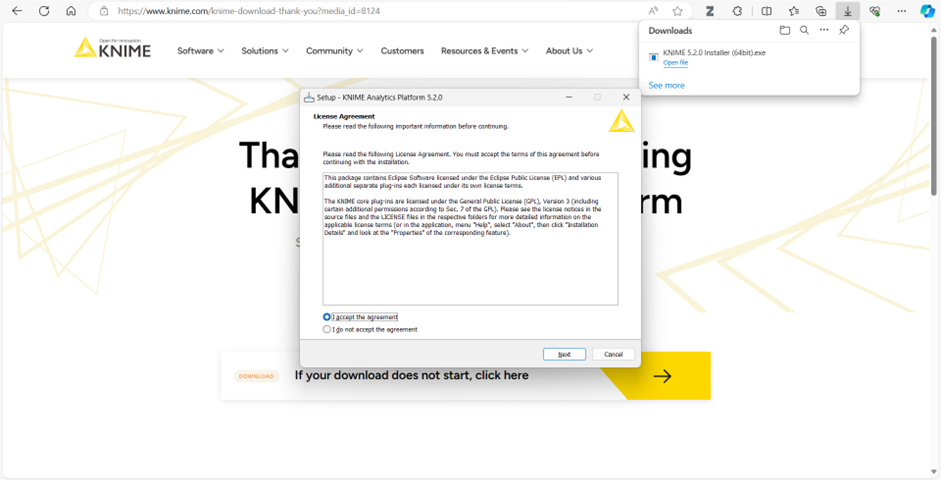 https://www.knime.com/knime-download-thank-you?media_id=8124
Downloads
KNIME 5.2.0 Installer (64bit).exe
Open file
See more
Open for Innovation
KNIME
Software
Solutions
Community
Customers
Resources & Events
About Us
Setup - KNIME Analytics Platform 5.2.0
License Agreement
Please read the following important information before continuing.
Please read the following License Agreement. You must accept the terms of this agreement before
continuing with the installation.
This package contains Eclipse Software licensed under the Eclipse Public License (EPL) and various
additional separate plug-ins each licensed under its own license terms.
The KNIME core plug-ins are licensed under the General Public License (GPL), Version 3 (including
certain additional permissions according to Sec. 7 of the GPL). Please see the license notices in the
source files and the LICENSE files in the respective folders for more detailed information on the
applicable license terms (or in the application, menu "Help", select "About", then click "Installation
Details" and look at the "Properties" of the corresponding feature).
I accept the agreement
I do not accept the agreement
Next
Cancel
Tha
ing
KN
rm
S
DOWNLOAD
If your download does not start, click here